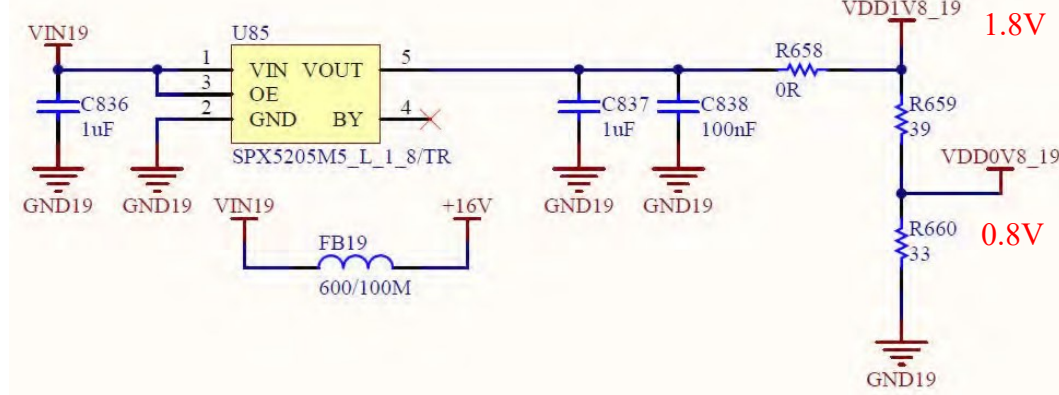 VDD1V8_19
1.8V
VIN19
U85
R658
1
VIN VOUT
5
3
OE
0R
C836
C837
C838
R659
2
GND BY
4
1uF
1uF
100nF
39
SPX5205M5_L_1_8/TR
VDD0V8_19
GND19
GND19
VIN19
+16V
GND19
GND19
R660
0.8V
FB19
33
600/100M
GND19